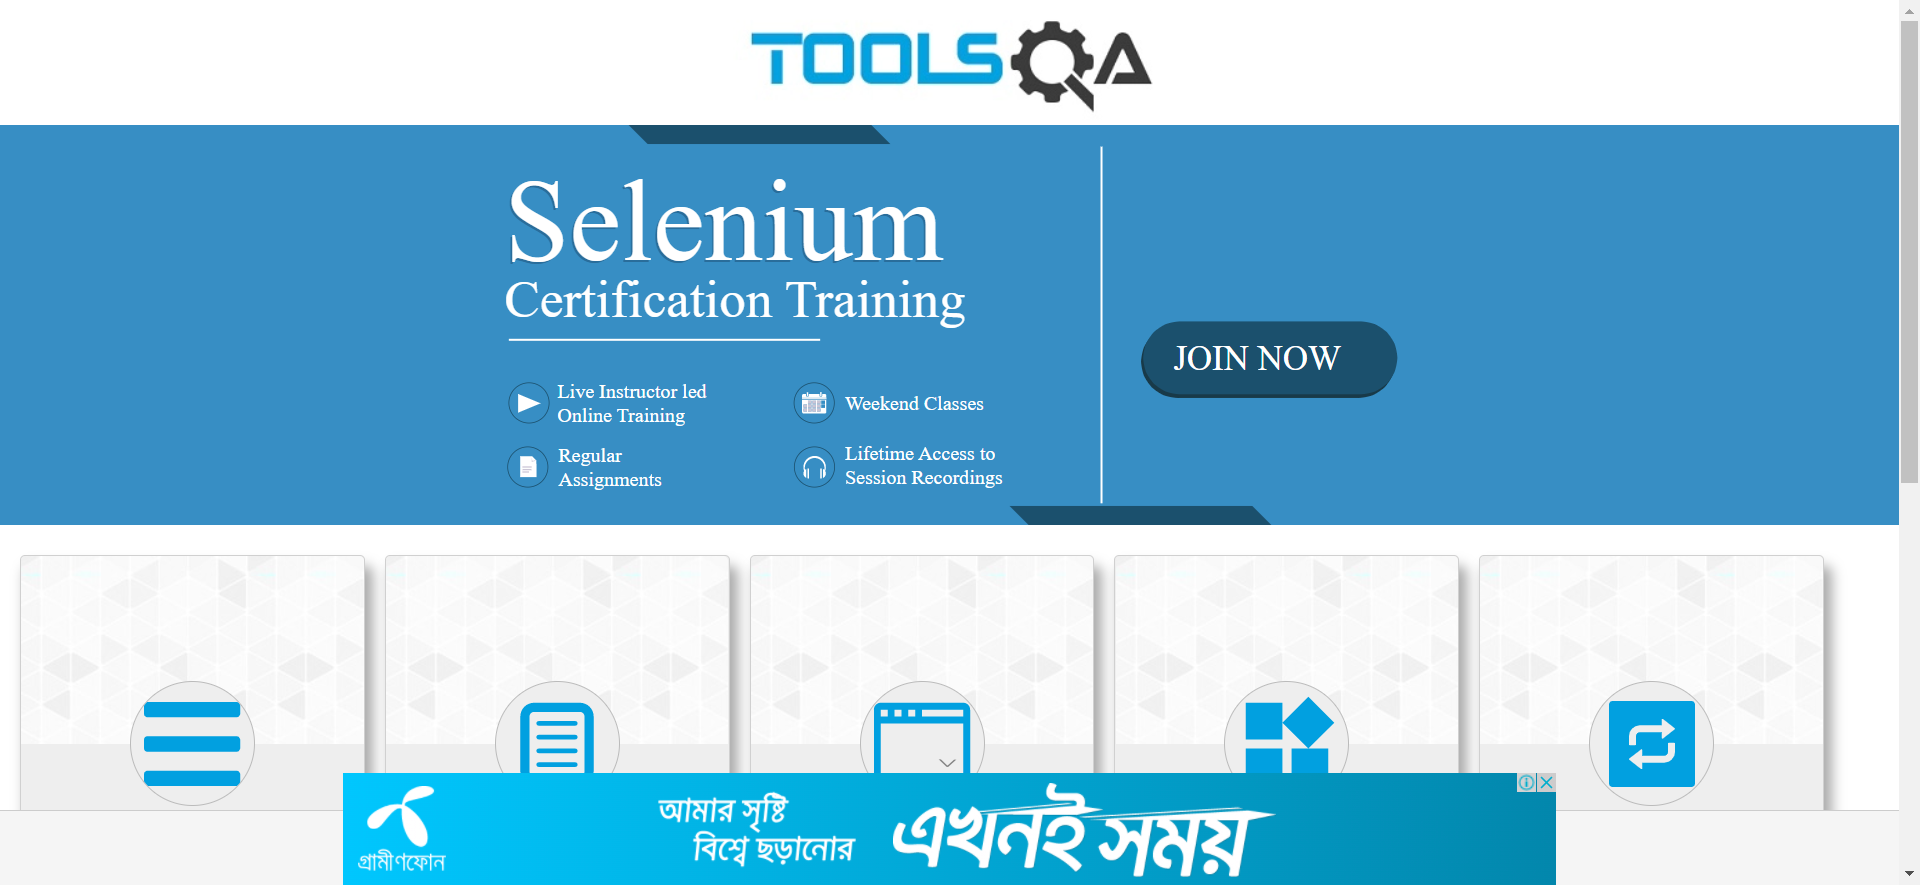 TOOLSQA
Selenium
Certification Training
JOIN NOW
Live Instructor led
Online Training
Weekend Classes
Regular
Assignments
Lifetime Access to
Session Recordings
গ্রামীণফোন
আমার সৃষ্টি
বিশ্বে ছড়ানোর
এখনই সময়